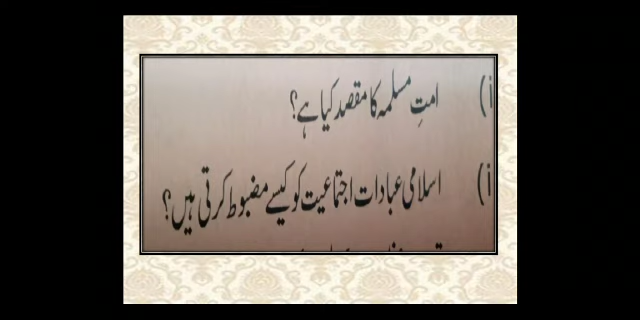 i) امتِ مسلمہ کا مقصد کیا ہے؟
i) اسلامی عبادات اجتماعیت کو کیسے مضبوط کرتی ہیں؟